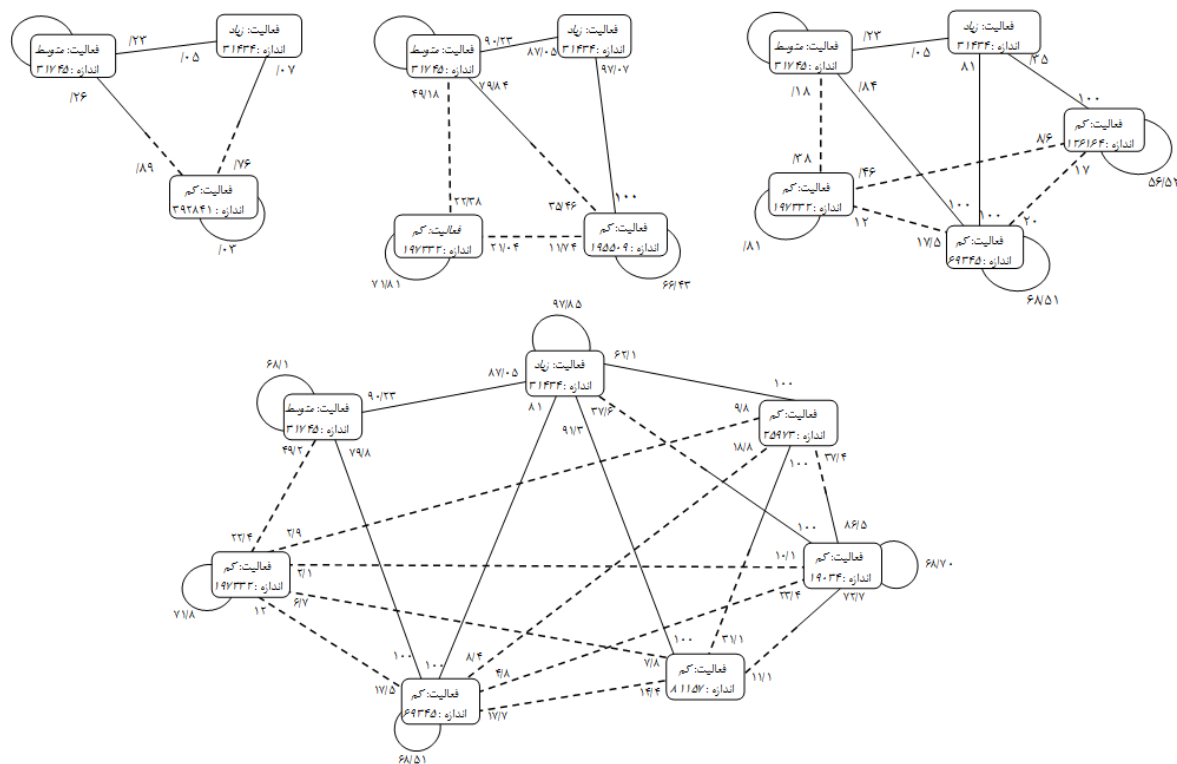 فعالیت: زیاد
اندازه: ۳۱۴۳۴
فعالیت: متوسط
اندازه: ۳۱۷۴۵
/۲۳
/۰۵
/۰۷
/۲۶
/۸۹
/۷۶
فعالیت: کم
اندازه: ۳۹۲۸۴۱
/۰۳
فعالیت: زیاد
اندازه: ۳۱۴۳۴
فعالیت: متوسط
اندازه: ۳۱۷۴۵
۹۰/۲۳
۸۷/۰۵
۹۷/۰۷
۴۹/۱۸
۷۹/۸۴
۲۲/۳۸
۳۵/۴۶
۱۰۰
فعالیت: کم
اندازه: ۱۹۷۳۳۲
۲۱/۰۴
۱۱/۷۴
فعالیت: کم
اندازه: ۱۹۵۵۰۹
۷۱/۸۱
۶۶/۴۳
فعالیت: زیاد
اندازه: ۳۱۴۳۴
فعالیت: متوسط
اندازه: ۳۱۷۴۵
/۲۳
/۰۵
۸۱
/۳۵
/۱۸
/۸۴
۱۰۰
فعالیت: کم
اندازه: ۱۲۶۱۶۴
۸/۶
۱۷
۵۶/۵۲
/۳۸
/۴۶
فعالیت: کم
اندازه: ۱۹۷۳۳۲
۱۲
/۸۱
۱۷/۵
۱۰۰
۱۰۰
۲۰
فعالیت: کم
اندازه: ۶۹۳۴۵
۶۸/۵۱
۹۷/۸۵
فعالیت: زیاد
اندازه: ۳۱۴۳۴
۸۷/۰۵
۶۲/۱
۸۱
۹۱/۳
۳۷/۶
۶۸/۱
فعالیت: متوسط
اندازه: ۳۱۷۴۵
۹۰/۲۳
۴۹/۲
۷۹/۸
۱۰۰
فعالیت: کم
اندازه: ۲۵۹۷۳
۹/۸
۱۸/۸
۱۰۰
۳۷/۴
۲۲/۴
۲/۹
فعالیت: کم
اندازه: ۱۹۷۳۳۲
۳/۱
۶/۷
۱۲
۷۱/۸
۱۰۰
۸۶/۵
۱۰/۱
فعالیت: کم
اندازه: ۱۹۰۳۴
۶۸/۷۰
۲۳/۴
۷۲/۷
۱۷/۵
۱۰۰
۱۰۰
۸/۴
۴/۸
فعالیت: کم
اندازه: ۶۹۳۴۵
۱۷/۷
۶۸/۵۱
۷/۸
۱۰۰
۳۱/۱
فعالیت: کم
اندازه: ۸۱۱۵۷
۱۴/۴
۱۱/۱